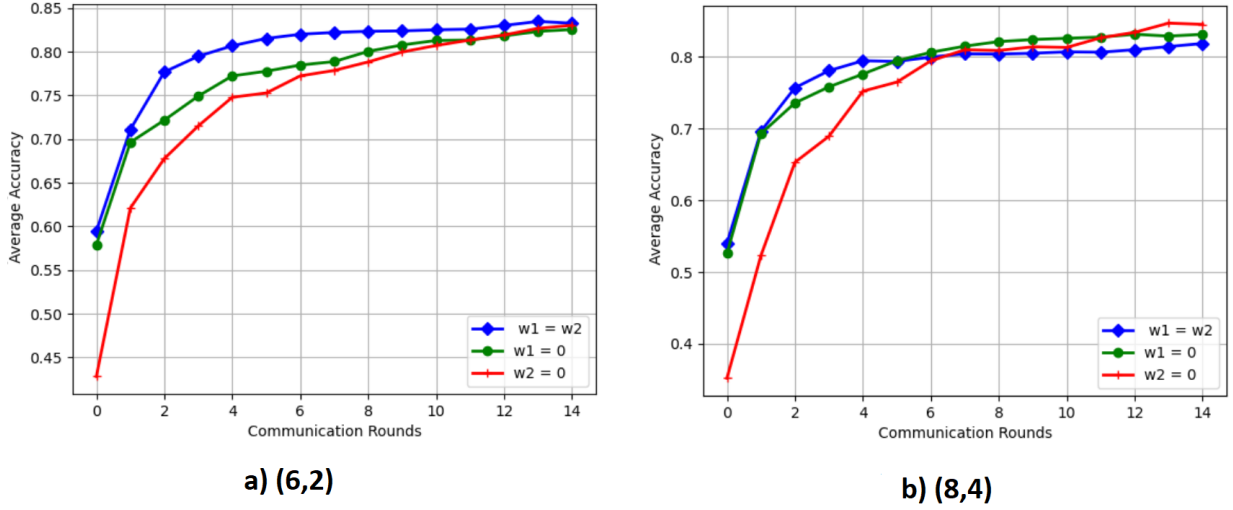 0.85
0.80
0.75
0.70
0.65
0.60
0.55
0.50
0.45
Average Accuracy
w1 = w2
w1 = 0
w2 = 0
0 2 4 6 8 10 12 14
Communication Rounds
a) (6,2)
0.8
0.7
0.6
0.5
0.4
Average Accuracy
w1 = w2
w1 = 0
w2 = 0
0 2 4 6 8 10 12 14
Communication Rounds
b) (8,4)